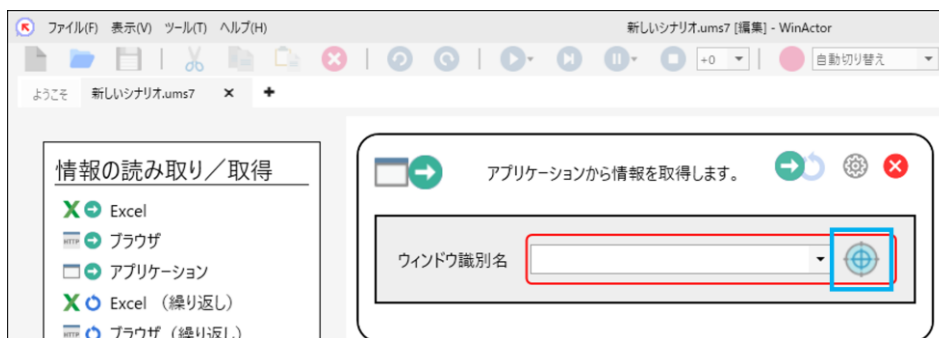 ファイル(F) 表示(V) ツール(T) ヘルプ(H) 新しいシナリオ.ums7 [編集] - WinActor
+0 自動切り替え
ようこそ 新しいシナリオ.ums7
情報の読み取り／取得
アプリケーションから情報を取得します。
Excel
HTTP ブラウザ
アプリケーション
ウィンドウ識別名
Excel （繰り返し）
HTTP ブラウザ（繰り返し）